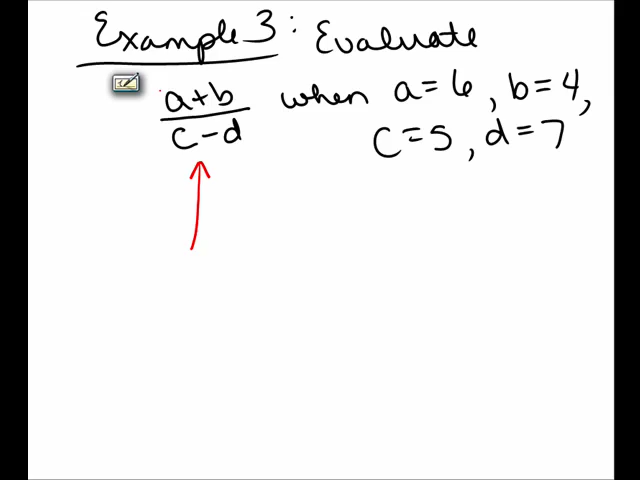 Example 3: Evaluate
a+b when a=6, b=4,
c-d c=5, d=7